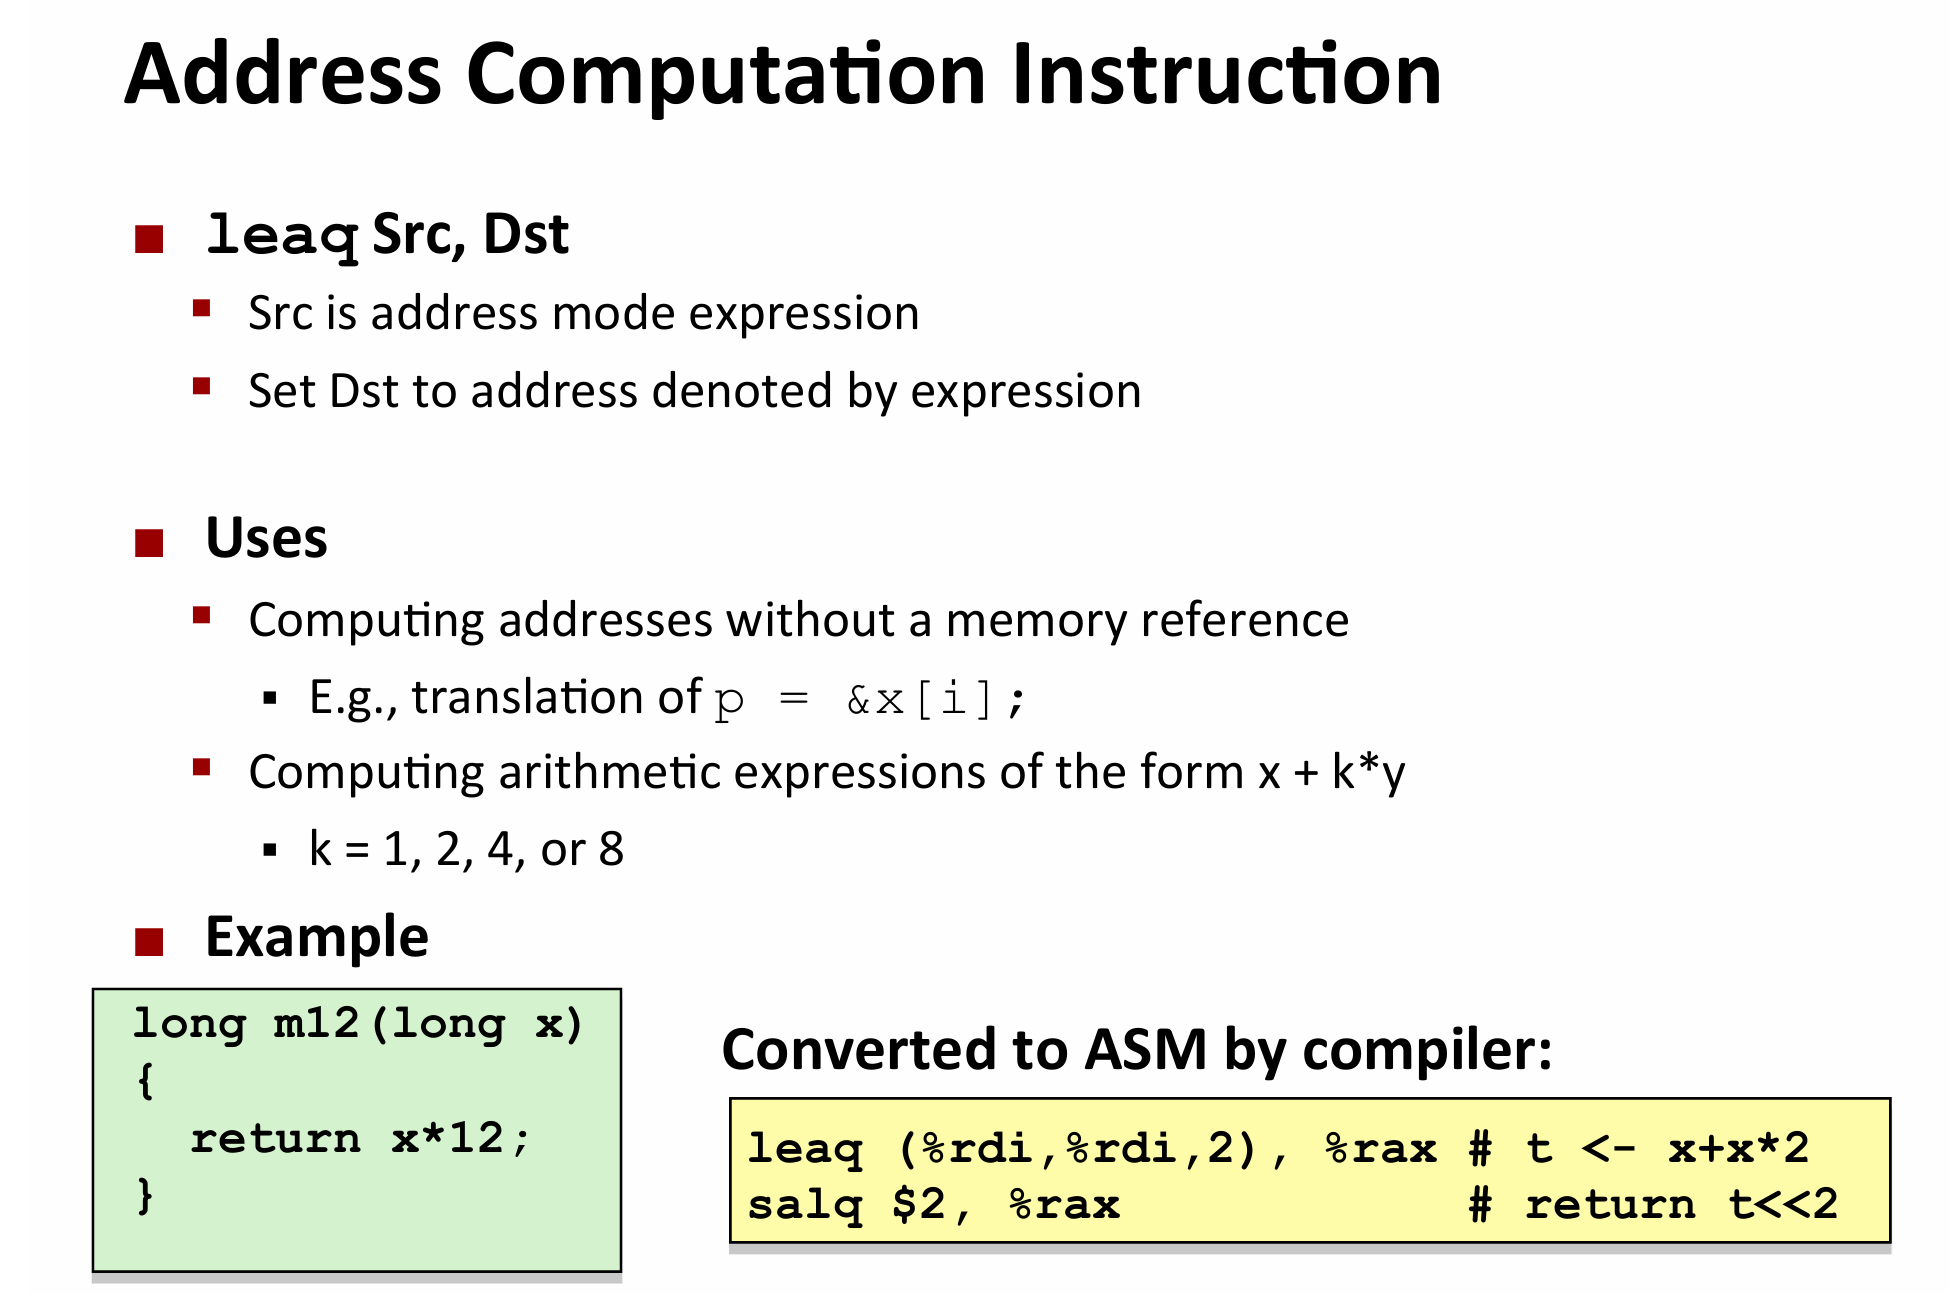 Address Computation Instruction
leaq Src, Dst
Src is address mode expression
Set Dst to address denoted by expression
Uses
Computing addresses without a memory reference
E.g., translation of p = &x[i];
Computing arithmetic expressions of the form x + k*y
k = 1, 2, 4, or 8
Example
long m12(long x)
{
  return x*12;
}
Converted to ASM by compiler:
leaq (%rdi,%rdi,2), %rax # t <- x+x*2
salq $2, %rax            # return t<<2